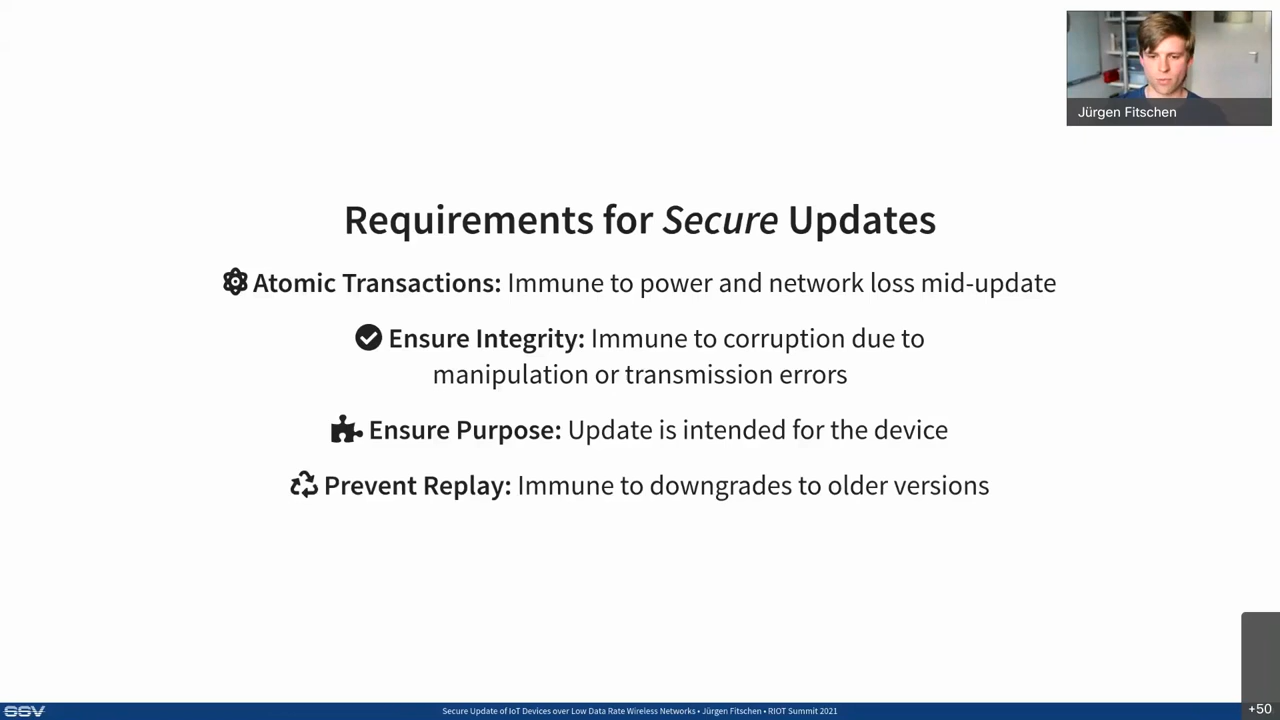 Jürgen Fitschen
Requirements for Secure Updates
Atomic Transactions: Immune to power and network loss mid-update
Ensure Integrity: Immune to corruption due to
manipulation or transmission errors
Ensure Purpose: Update is intended for the device
Prevent Replay: Immune to downgrades to older versions
SSV
Secure Update of IoT Devices over Low Data Rate Wireless Networks • Jürgen Fitschen • RIOT Summit 2021
+50